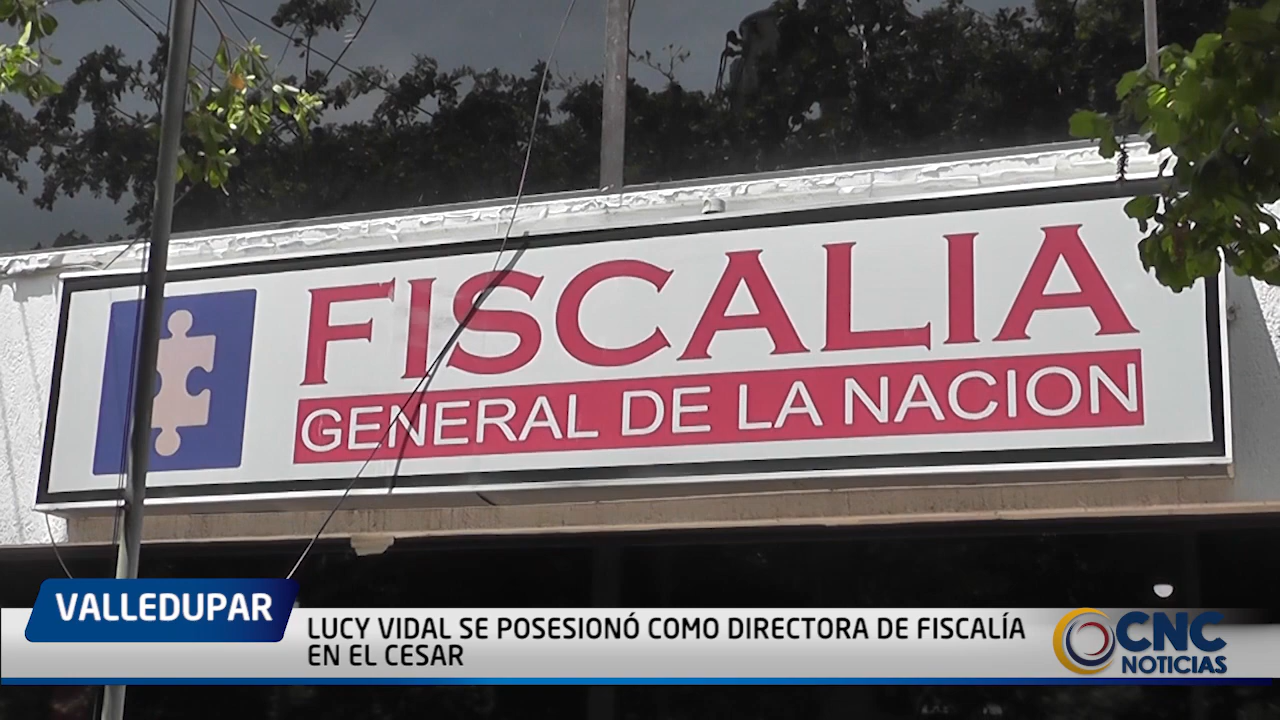 FISCALIA
GENERAL DE LA NACION
VALLEDUPAR
LUCY VIDAL SE POSESIONÓ COMO DIRECTORA DE FISCALÍA
EN EL CESAR
CNC
NOTICIAS